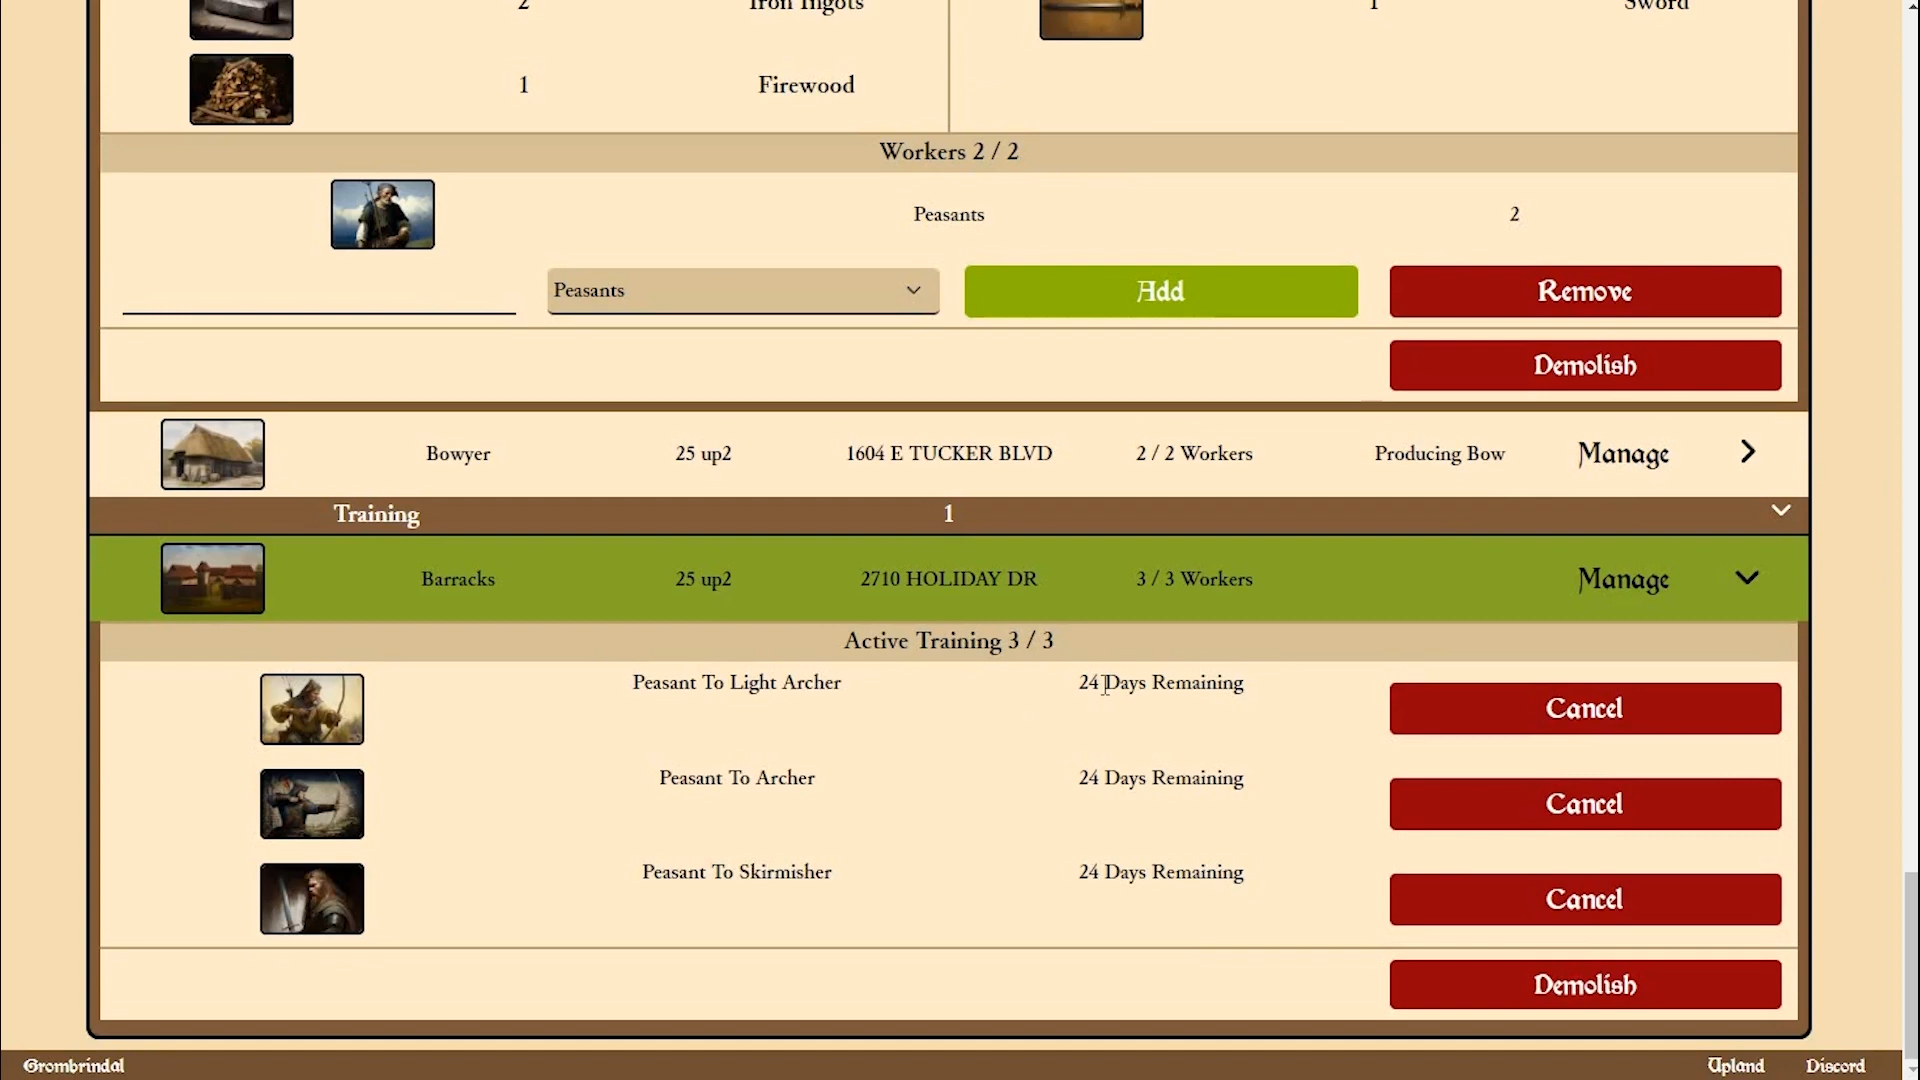 2 Iron Ingots 1 Sword
1 Firewood
Workers 2 / 2
Peasants 2
Peasants Add Remove
Demolish
Bowyer 25 up2 1604 E TUCKER BLVD 2 / 2 Workers Producing Bow Manage
Training 1
Barracks 25 up2 2710 HOLIDAY DR 3 / 3 Workers Manage
Active Training 3 / 3
Peasant To Light Archer 24 Days Remaining Cancel
Peasant To Archer 24 Days Remaining Cancel
Peasant To Skirmisher 24 Days Remaining Cancel
Demolish
Grombrindal Upland Discord